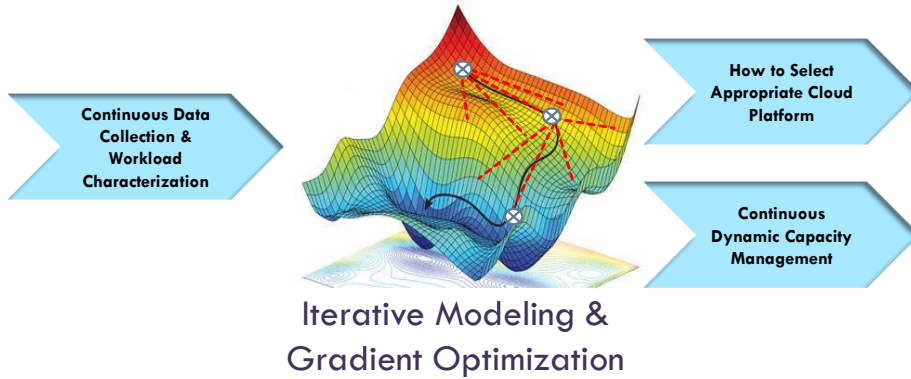 Continuous Data
Collection &
Workload
Characterization
How to Select
Appropriate Cloud
Platform
Continuous
Dynamic Capacity
Management
Iterative Modeling &
Gradient Optimization